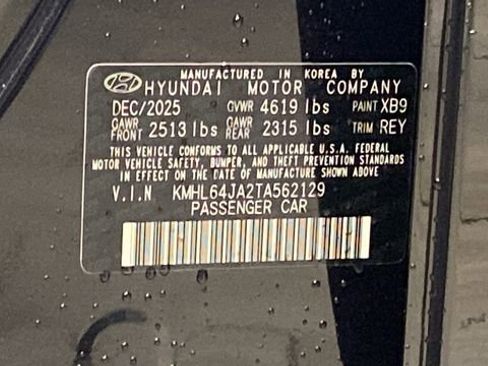 MANUFACTURED IN KOREA BY
HYUNDAI MOTOR COMPANY
DEC/2025 GVWR 4619 lbs PAINT XB9
GAWR FRONT 2513 lbs GAWR REAR 2315 lbs TRIM REY
THIS VEHICLE CONFORMS TO ALL APPLICABLE U.S.A. FEDERAL
MOTOR VEHICLE SAFETY, BUMPER, AND THEFT PREVENTION STANDARDS
IN EFFECT ON THE DATE OF MANUFACTURE SHOWN ABOVE
V.I.N KMHL64JA2TA562129
PASSENGER CAR